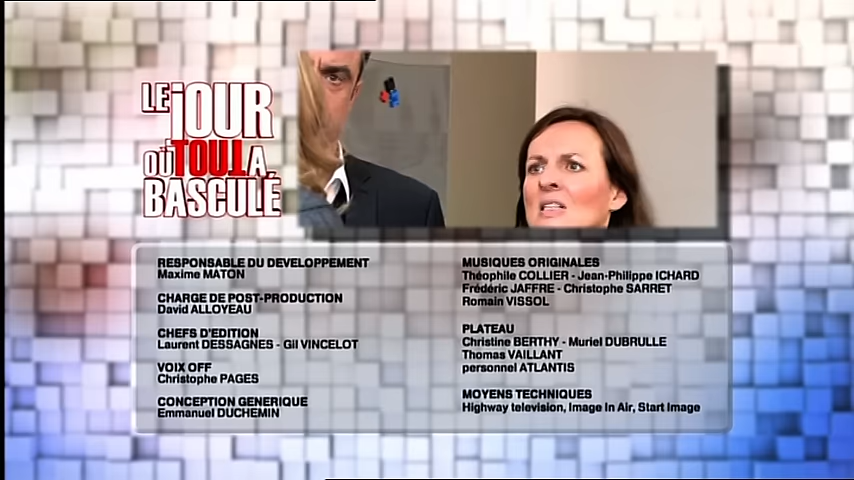 LE JOUR
OÙ TOUT A
BASCULÉ
RESPONSABLE DU DEVELOPPEMENT
Maxime MATON
CHARGE DE POST-PRODUCTION
David ALLOYEAU
CHEFS D'EDITION
Laurent DESSAGNES - Gil VINCELOT
VOIX OFF
Christophe PAGES
CONCEPTION GENERIQUE
Emmanuel DUCHEMIN
MUSIQUES ORIGINALES
Théophile COLLIER - Jean-Philippe ICHARD
Frédéric JAFFRE - Christophe SARRET
Romain VISSOL
PLATEAU
Christine BERTHY - Muriel DUBRULLE
Thomas VAILLANT
personnel ATLANTIS
MOYENS TECHNIQUES
Highway television, Image In Air, Start Image